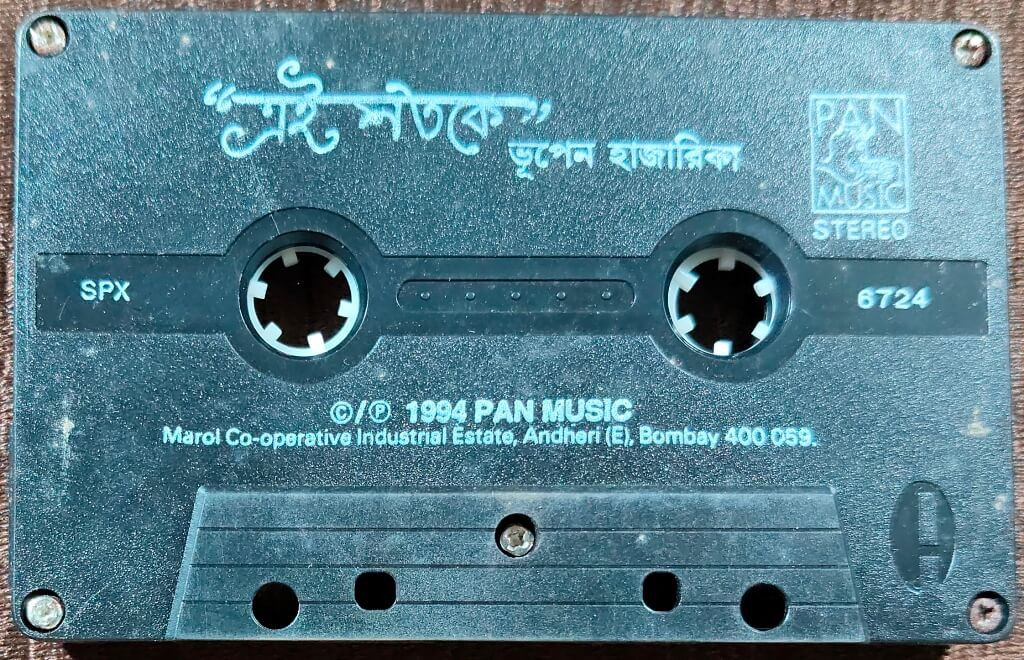 “এই শতকে”
ভূপেন হাজারিকা
PAN
MUSIC
STEREO
SPX
6724
©/℗ 1994 PAN MUSIC
Marol Co-operative Industrial Estate, Andheri (E), Bombay 400 059.
A